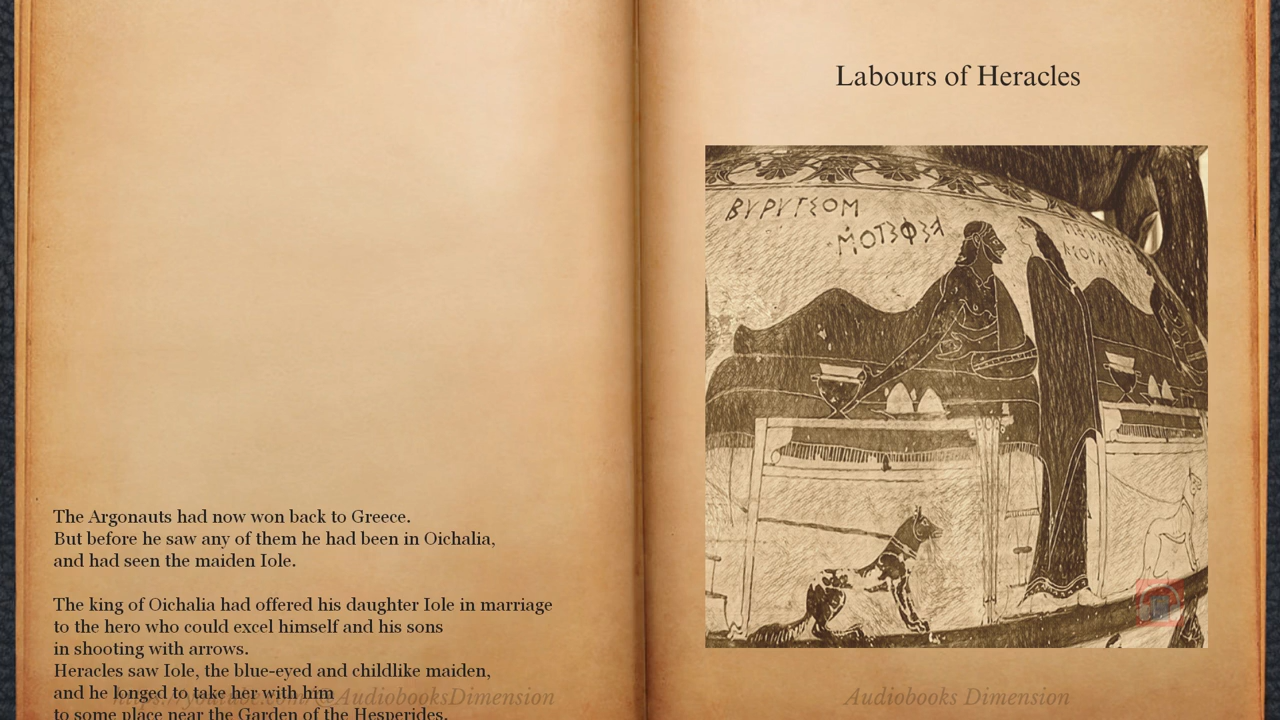 The Argonauts had now won back to Greece.
But before he saw any of them he had been in Oichalia,
and had seen the maiden Iole.
The king of Oichalia had offered his daughter Iole in marriage
to the hero who could excel himself and his sons
in shooting with arrows.
Heracles saw Iole, the blue-eyed and childlike maiden,
and he longed to take her with him
https://youtube.com/@AudiobooksDimension
to some place near the Garden of the Hesperides.
Labours of Heracles
Audiobooks Dimension